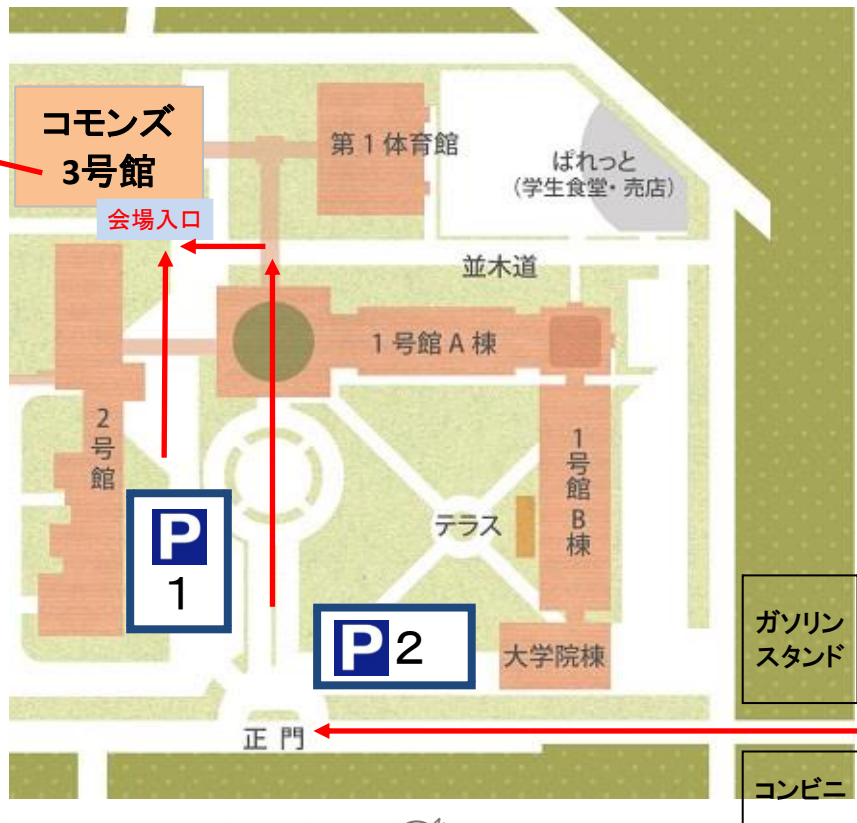 コモンズ
3号館
会場入口
第1体育館
ぱれっと
(学生食堂・売店)
並木道
1号館A棟
2号館
1号館B棟
テラス
P
1
P2
大学院棟
ガソリン
スタンド
正門
コンビニ